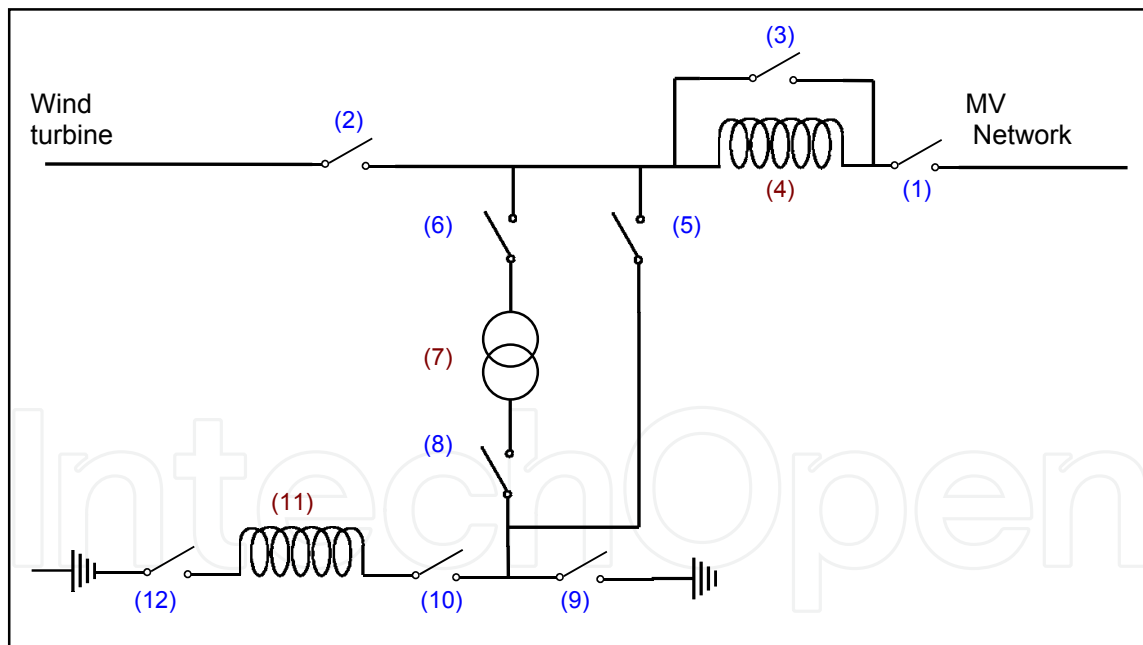 (3)
Wind
turbine
(2)
MV
Network
(4)
(1)
(6)
(5)
(7)
(8)
(11)
(12)
(10)
(9)
IntechOpen